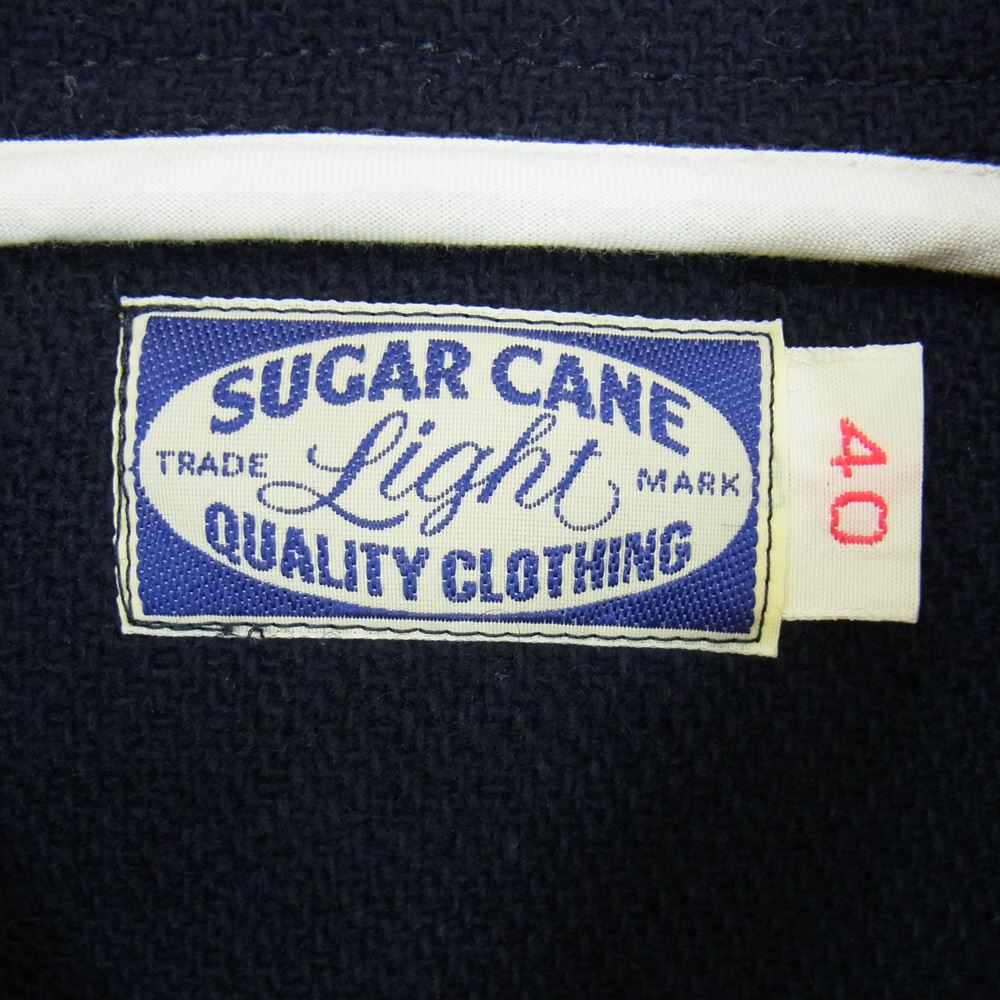 SUGAR CANE
TRADE Light MARK
QUALITY CLOTHING
40